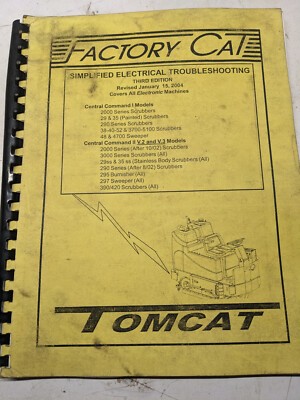 FACTORY CAT
SIMPLIFIED ELECTRICAL TROUBLESHOOTING
THIRD EDITION
Revised January 15, 2004
Covers All Electronic Machines
Central Command I Models
2000 Series Scrubbers
29 & 35 (Painted) Scrubbers
290 Series Scrubbers
38-40-52 & 3700-5100 Scrubbers
48 & 4700 Sweeper
Central Command II V.2 and V.3 Models
2000 Series (After 10/02) Scrubbers
3000 Series Scrubbers (All)
29ss & 36 ss (Stainless Body Scrubbers (All)
290 Series (After 8/02) Scrubbers
295 Burnisher (All)
297 Sweeper (All)
390/420 Scrubbers (All)
TOMCAT